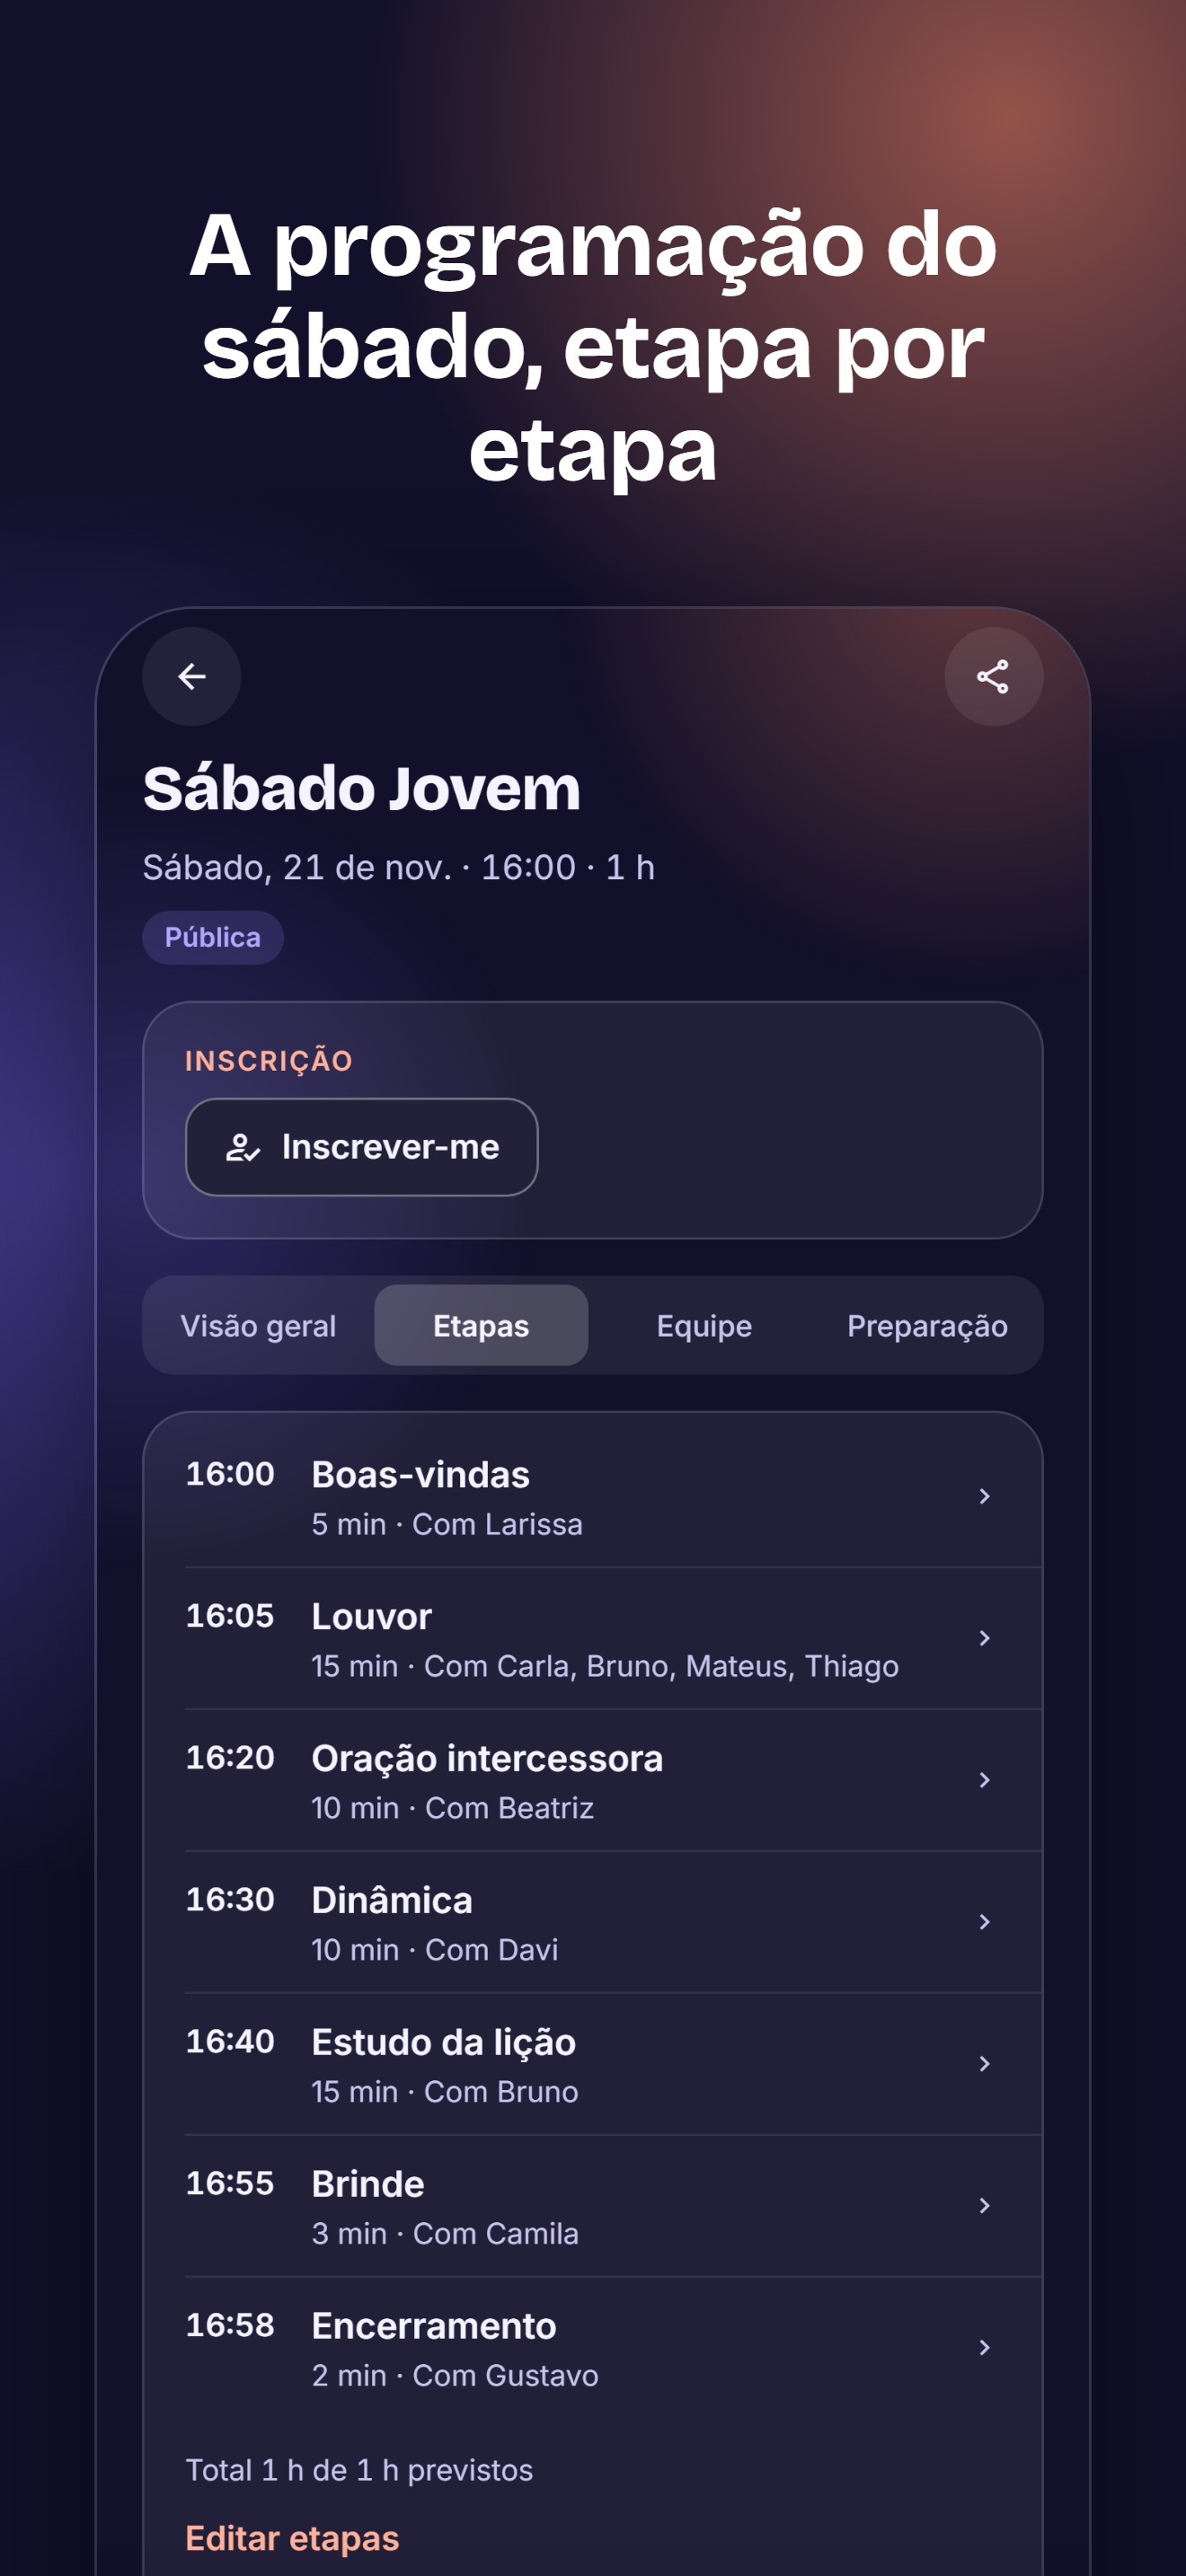 A programação do
sábado, etapa por
etapa
Sábado Jovem
Sábado, 21 de nov. · 16:00 · 1 h
Pública
INSCRIÇÃO
Inscrever-me
Visão geral Etapas Equipe Preparação
16:00 Boas-vindas
5 min · Com Larissa
16:05 Louvor
15 min · Com Carla, Bruno, Mateus, Thiago
16:20 Oração intercessora
10 min · Com Beatriz
16:30 Dinâmica
10 min · Com Davi
16:40 Estudo da lição
15 min · Com Bruno
16:55 Brinde
3 min · Com Camila
16:58 Encerramento
2 min · Com Gustavo
Total 1 h de 1 h previstos
Editar etapas